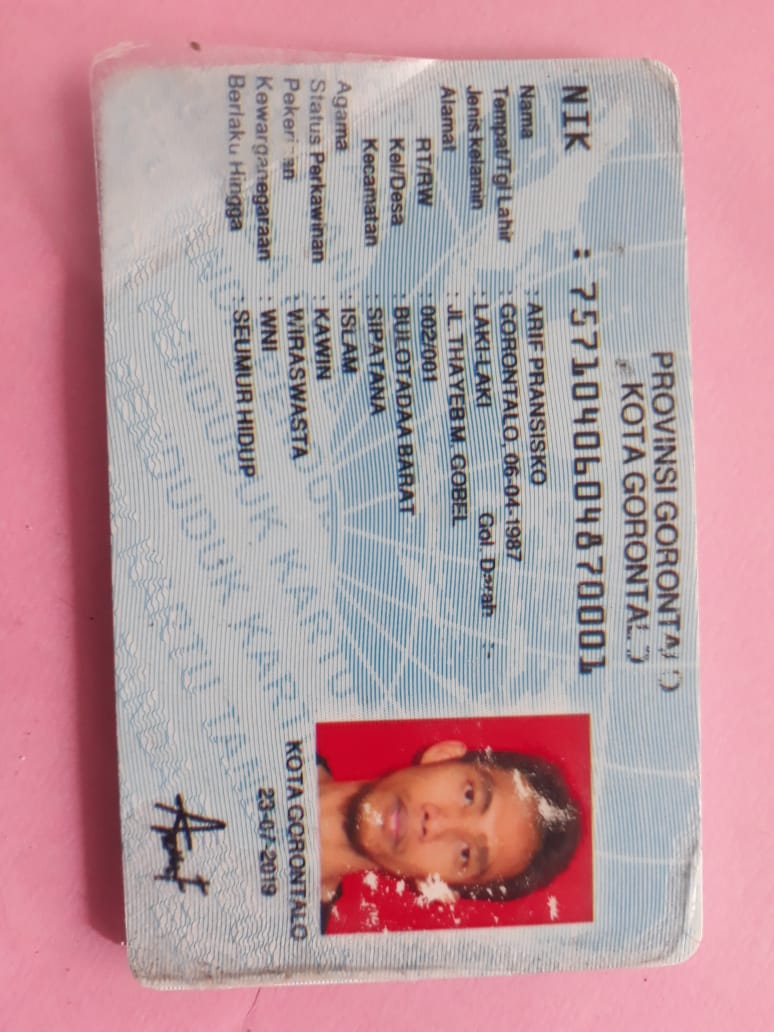 PROVINSI GORONTALO
KOTA GORONTALO
NIK : 7571040604870001
Nama : ARIF PRANSISKO
Tempat/Tgl Lahir : GORONTALO, 06-04-1987
Jenis kelamin : LAKI-LAKI Gol. Darah : -
Alamat : JL. THAYEB M. GOBEL
RT/RW : 002/001
Kel/Desa : BULOTADAA BARAT
Kecamatan : SIPATANA
Agama : ISLAM
Status Perkawinan : KAWIN
Pekerjaan : WIRASWASTA
Kewarganegaraan : WNI
Berlaku Hingga : SEUMUR HIDUP
KOTA GORONTALO
23-07-2019